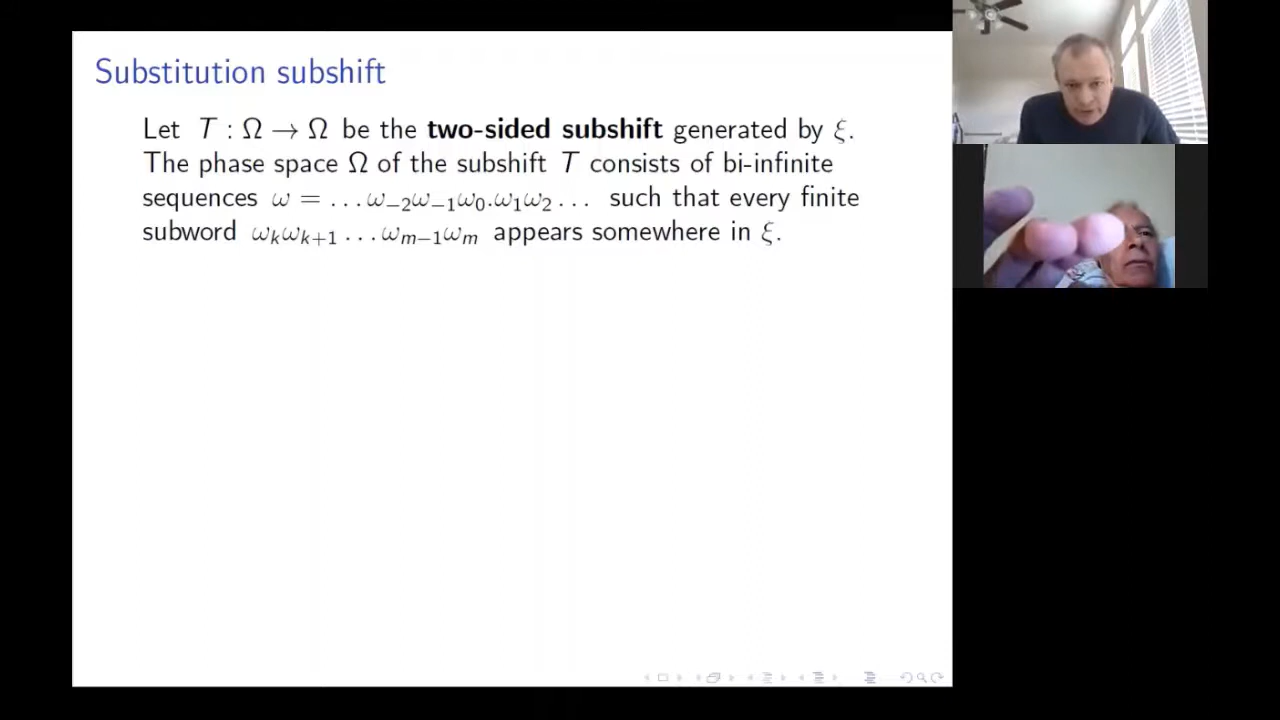 Substitution subshift
Let T : Ω → Ω be the two-sided subshift generated by ξ.
The phase space Ω of the subshift T consists of bi-infinite
sequences ω = …ω₋₂ω₋₁ω₀.ω₁ω₂… such that every finite
subword ωₖωₖ₊₁…ωₘ₋₁ωₘ appears somewhere in ξ.